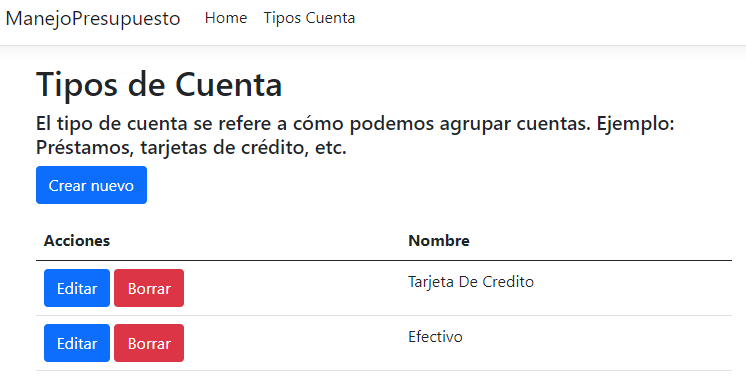 ManejoPresupuesto Home Tipos Cuenta
Tipos de Cuenta
El tipo de cuenta se refere a cómo podemos agrupar cuentas. Ejemplo:
Préstamos, tarjetas de crédito, etc.
Crear nuevo
Acciones Nombre
Editar Borrar Tarjeta De Credito
Editar Borrar Efectivo